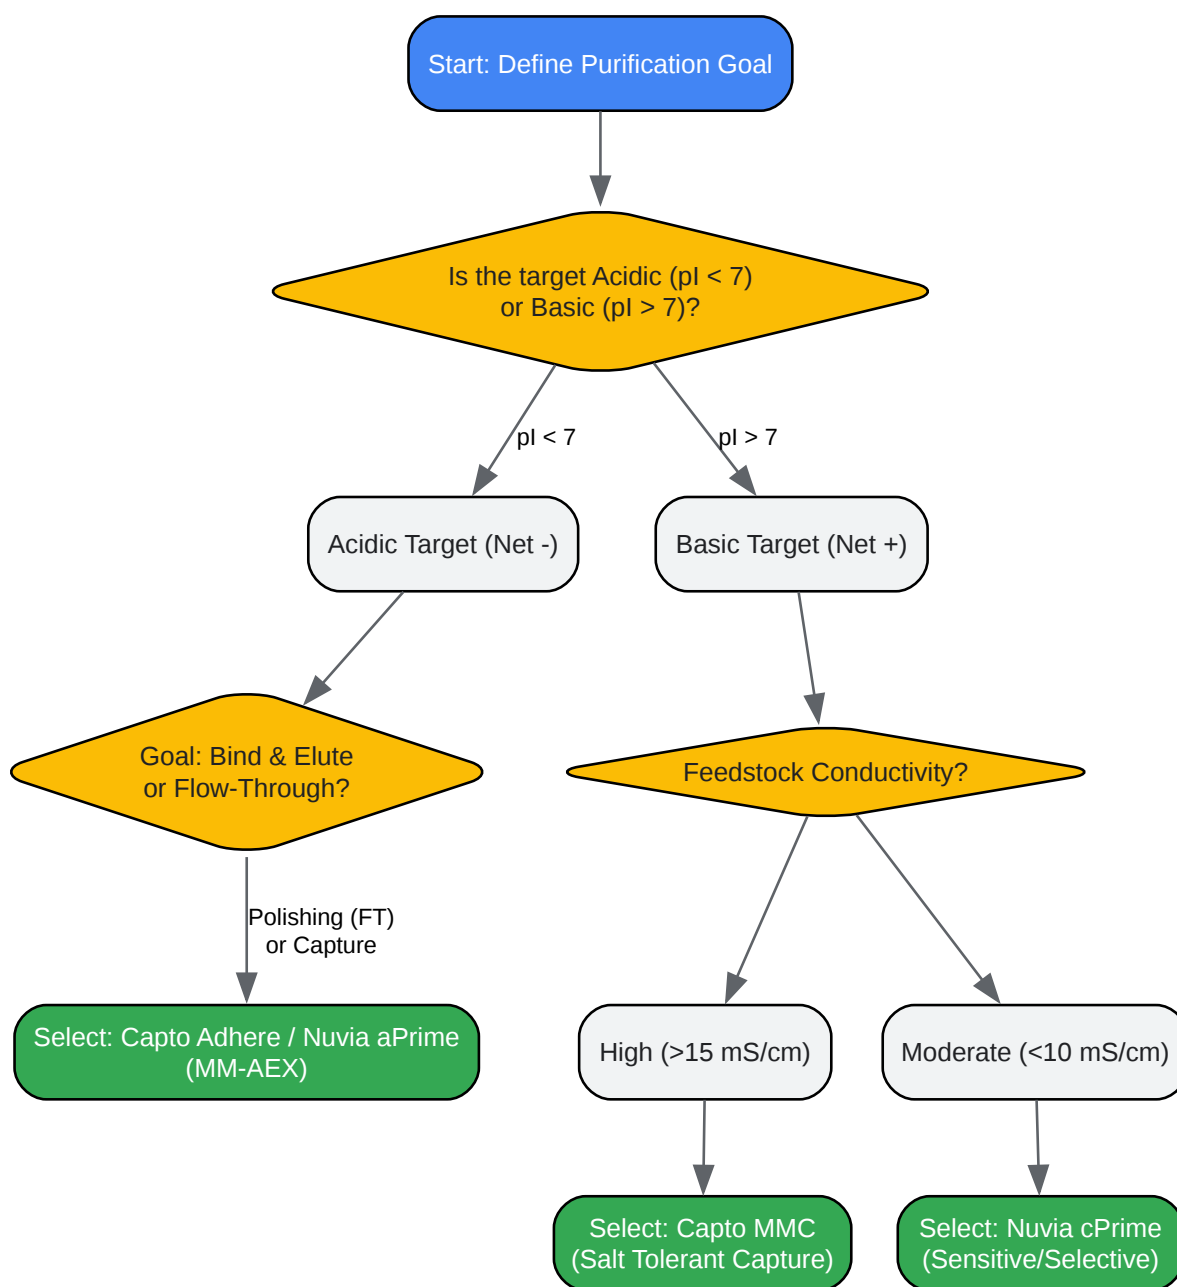 Start: Define Purification Goal
Is the target Acidic (pI < 7)
or Basic (pI > 7)?
pI < 7
pI > 7
Acidic Target (Net -)
Basic Target (Net +)
Goal: Bind & Elute
or Flow-Through?
Feedstock Conductivity?
Polishing (FT)
or Capture
Select: Capto Adhere / Nuvia aPrime
(MM-AEX)
High (>15 mS/cm)
Moderate (<10 mS/cm)
Select: Capto MMC
(Salt Tolerant Capture)
Select: Nuvia cPrime
(Sensitive/Selective)